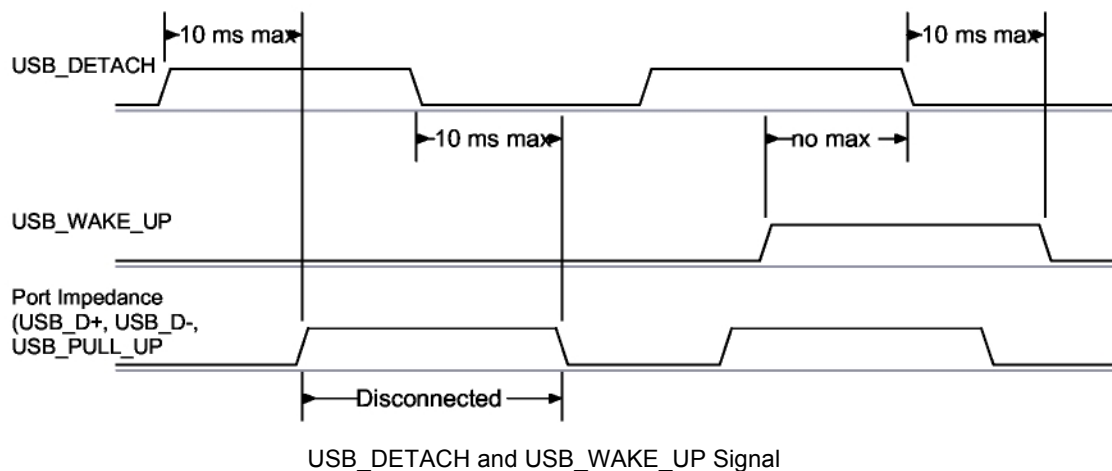 10 ms max
10 ms max
USB_DETACH
10 ms max
no max
USB_WAKE_UP
Port Impedance
(USB_D+, USB_D-,
USB_PULL_UP
Disconnected
USB_DETACH and USB_WAKE_UP Signal